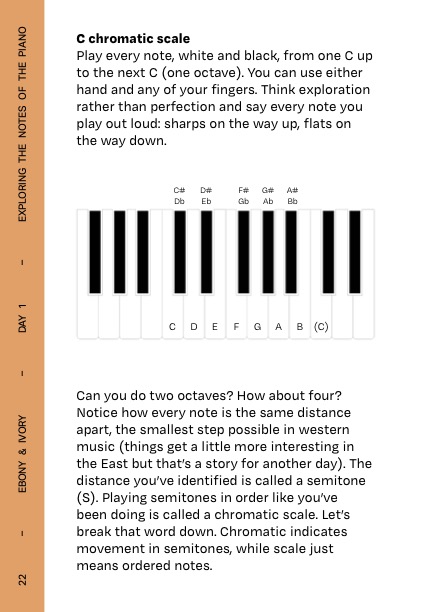 C chromatic scale
Play every note, white and black, from one C up
to the next C (one octave). You can use either
hand and any of your fingers. Think exploration
rather than perfection and say every note you
play out loud: sharps on the way up, flats on
the way down.
C# D# F# G# A#
Db Eb Gb Ab Bb
C D E F G A B (C)
Can you do two octaves? How about four?
Notice how every note is the same distance
apart, the smallest step possible in western
music (things get a little more interesting in
the East but that’s a story for another day). The
distance you’ve identified is called a semitone
(S). Playing semitones in order like you’ve
been doing is called a chromatic scale. Let’s
break that word down. Chromatic indicates
movement in semitones, while scale just
means ordered notes.
22 – EBONY & IVORY – DAY 1 – EXPLORING THE NOTES OF THE PIANO